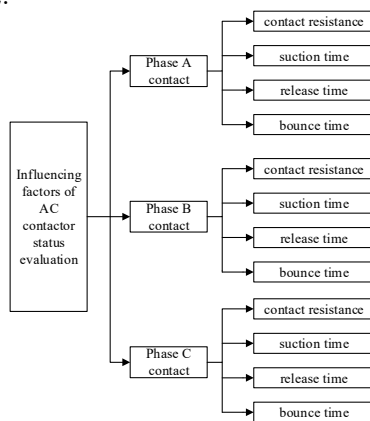 contact resistance
Phase A
contact
suction time
release time
bounce time
Influencing
factors of
AC
contactor
status
evaluation
contact resistance
Phase B
contact
suction time
release time
bounce time
contact resistance
Phase C
contact
suction time
release time
bounce time